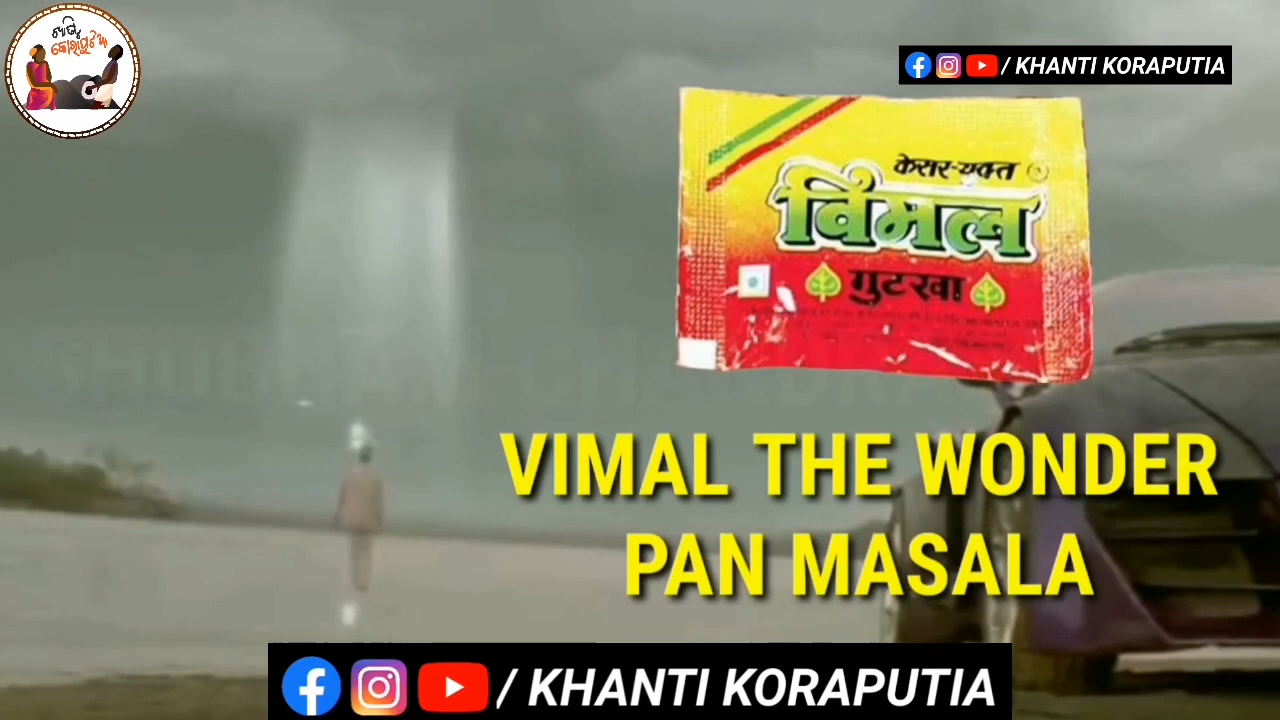 ଖାଣ୍ଟି
କୋରାପୁଟିଆ
/ KHANTI KORAPUTIA
केसर-युक्त
विमल
गुटखा
VIMAL THE WONDER
PAN MASALA
/ KHANTI KORAPUTIA